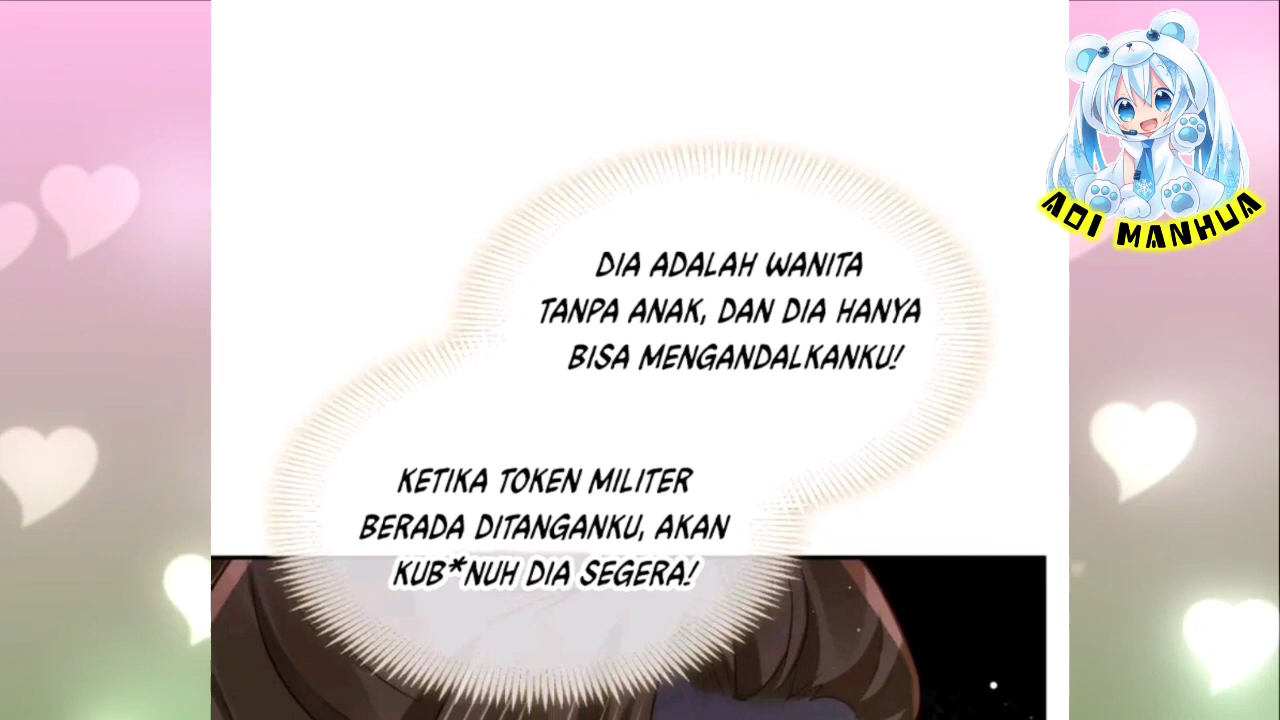 DIA ADALAH WANITA
TANPA ANAK, DAN DIA HANYA
BISA MENGANDALKANKU!
KETIKA TOKEN MILITER
BERADA DITANGANKU, AKAN
KUB*NUH DIA SEGERA!
AOI MANHUA